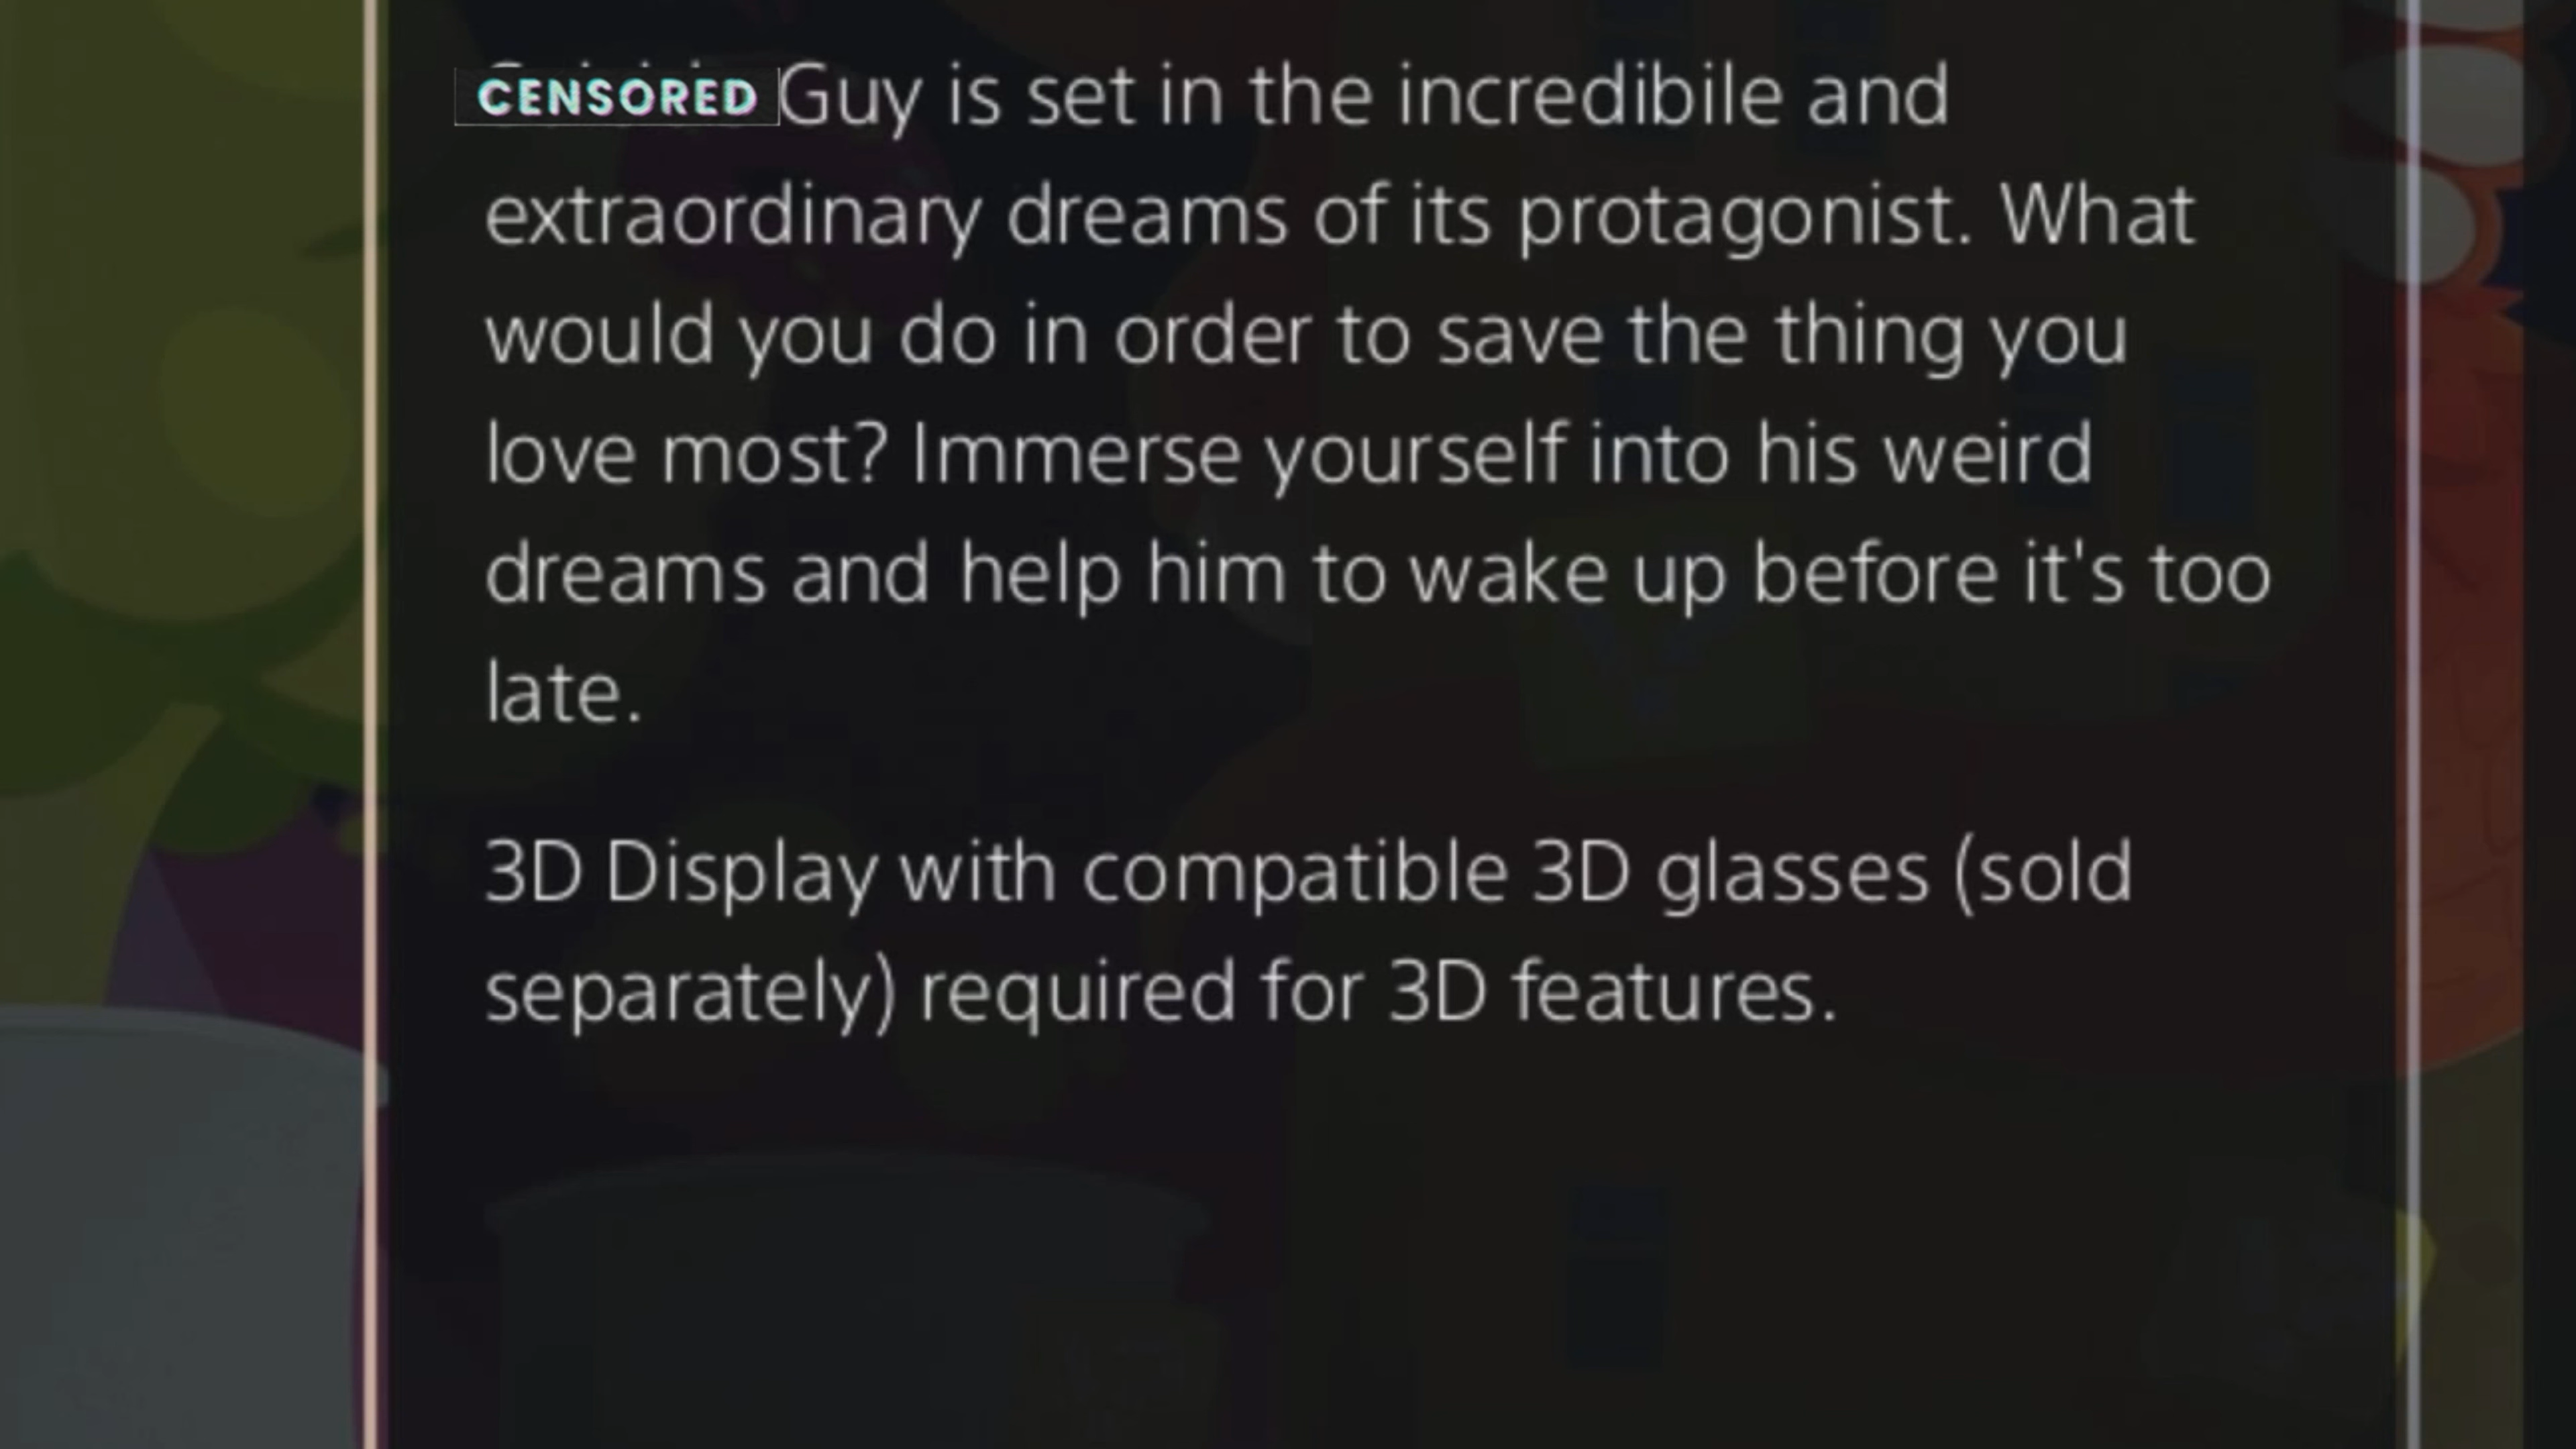 CENSORED Guy is set in the incredibile and
extraordinary dreams of its protagonist. What
would you do in order to save the thing you
love most? Immerse yourself into his weird
dreams and help him to wake up before it's too
late.
3D Display with compatible 3D glasses (sold
separately) required for 3D features.